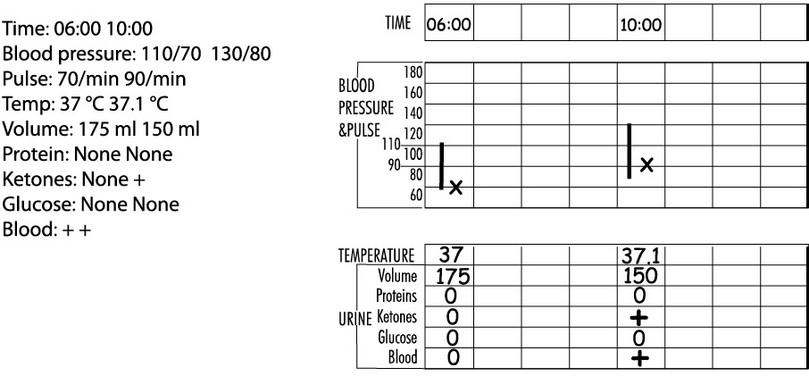 Time: 06:00 10:00
Blood pressure: 110/70 130/80
Pulse: 70/min 90/min
Temp: 37 °C 37.1 °C
Volume: 175 ml 150 ml
Protein: None None
Ketones: None +
Glucose: None None
Blood: + +
TIME 06:00 10:00
BLOOD PRESSURE &PULSE
180
160
140
120
110
100
90
80
60
X X
TEMPERATURE 37 37.1
URINE
Volume 175 150
Proteins 0 0
Ketones 0 +
Glucose 0 0
Blood 0 +